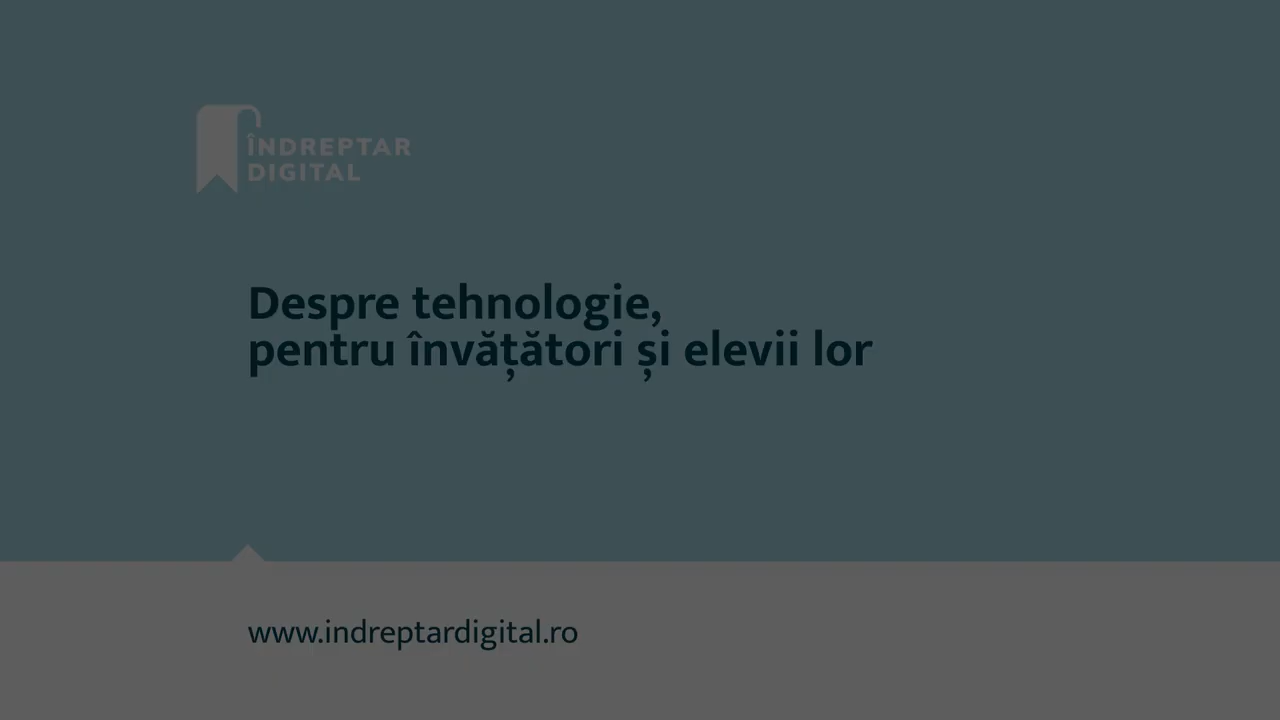 ÎNDREPTAR
DIGITAL
Despre tehnologie,
pentru învățători și elevii lor
www.indreptardigital.ro